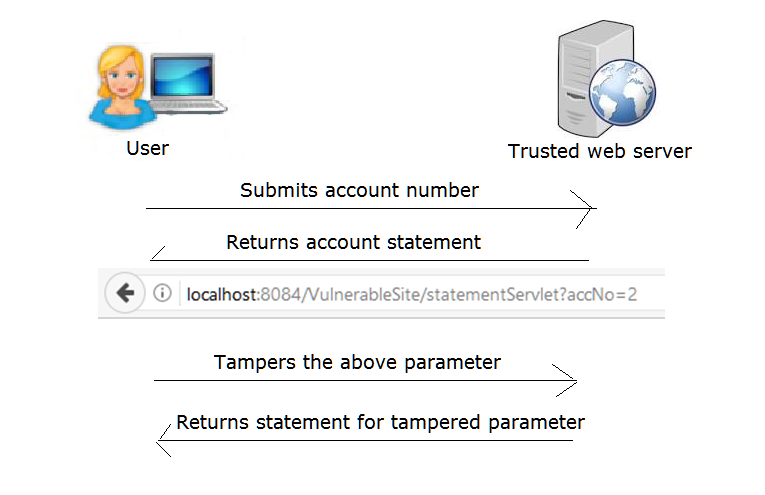 User
Trusted web server
Submits account number
Returns account statement
localhost:8084/VulnerableSite/statementServlet?accNo=2
Tampers the above parameter
Returns statement for tampered parameter